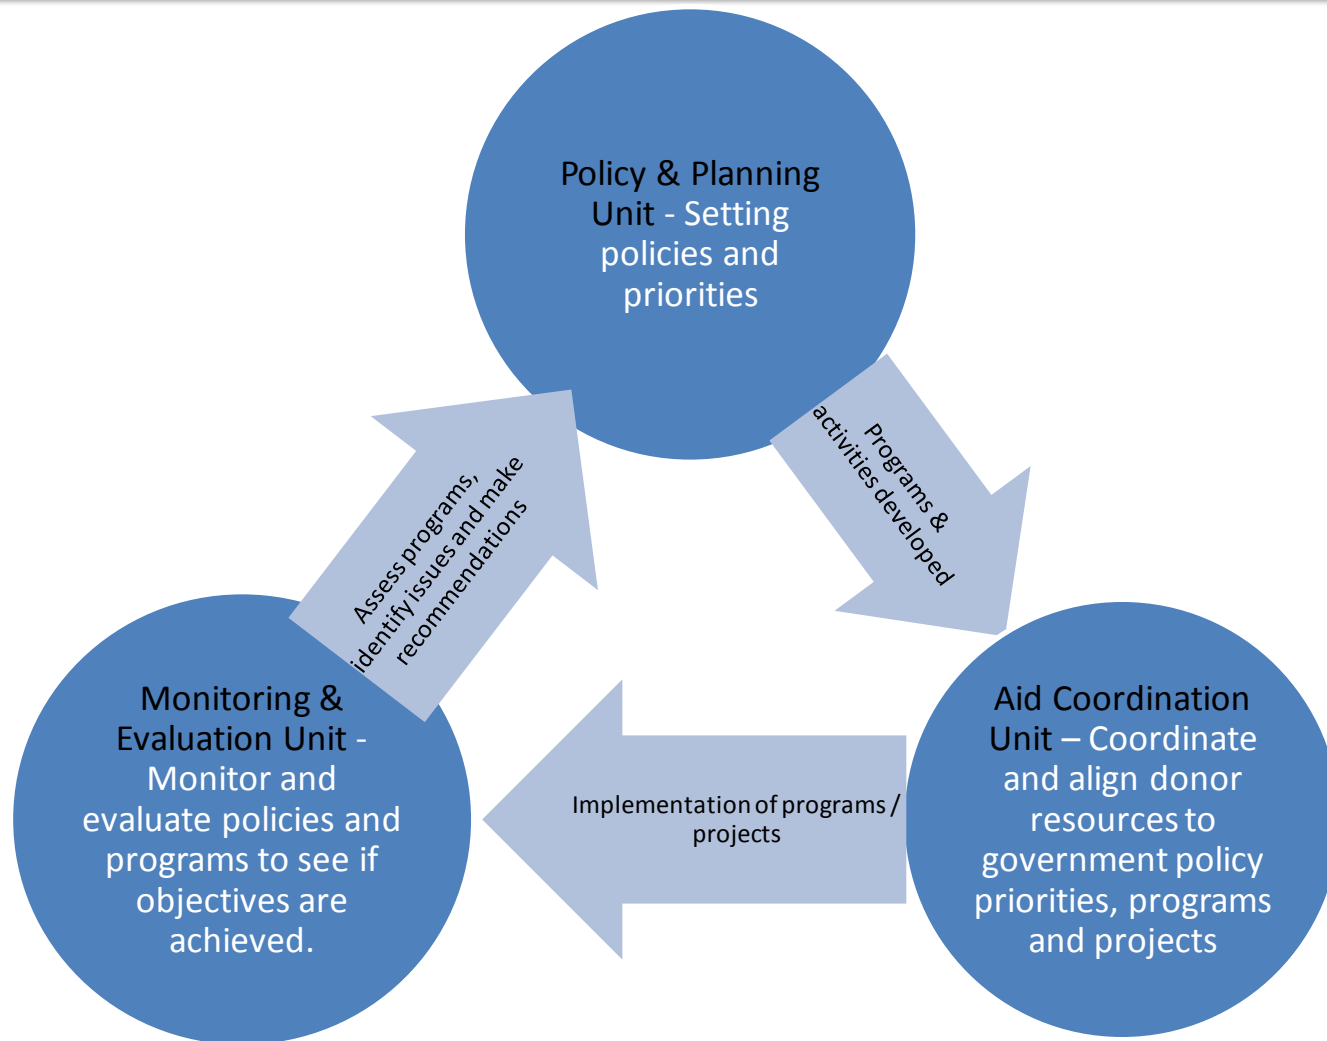 Policy & Planning
Unit - Setting
policies and
priorities
Programs &
activities developed
Aid Coordination
Unit – Coordinate
and align donor
resources to
government policy
priorities, programs
and projects
Implementation of programs /
projects
Monitoring &
Evaluation Unit -
Monitor and
evaluate policies and
programs to see if
objectives are
achieved.
Assess programs,
identify issues and make
recommendations